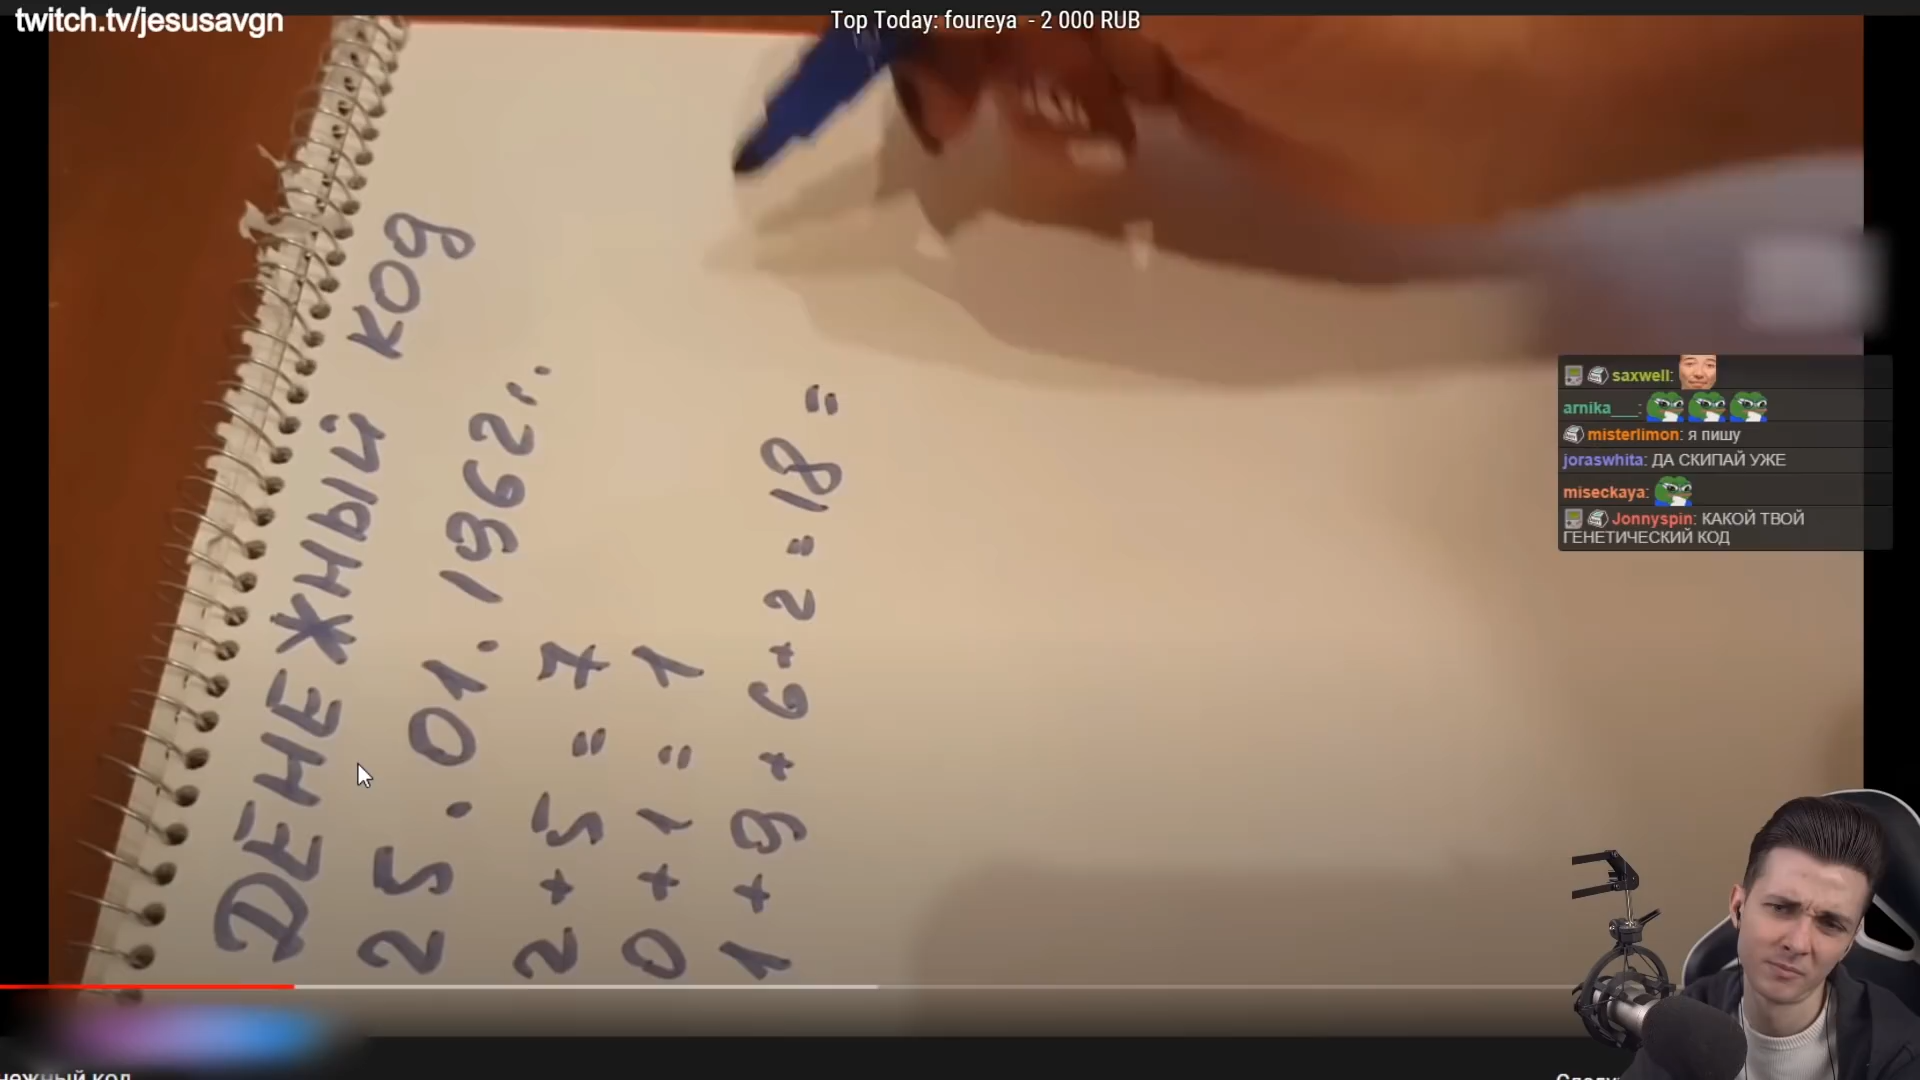 twitch.tv/jesusavgn
Top Today: foureya - 2 000 RUB
ДЕНЕЖНЫЙ КОД
25.01.1962г.
2+5=7
0+1=1
1+9+6+2=18=
saxwell:
arnika___:
misterlimon: я пишу
joraswhita: ДА СКИПАЙ УЖЕ
miseckaya:
Jonnyspin: КАКОЙ ТВОЙ
ГЕНЕТИЧЕСКИЙ КОД